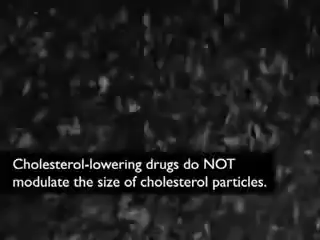 Cholesterol-lowering drugs do NOT
modulate the size of cholesterol particles.